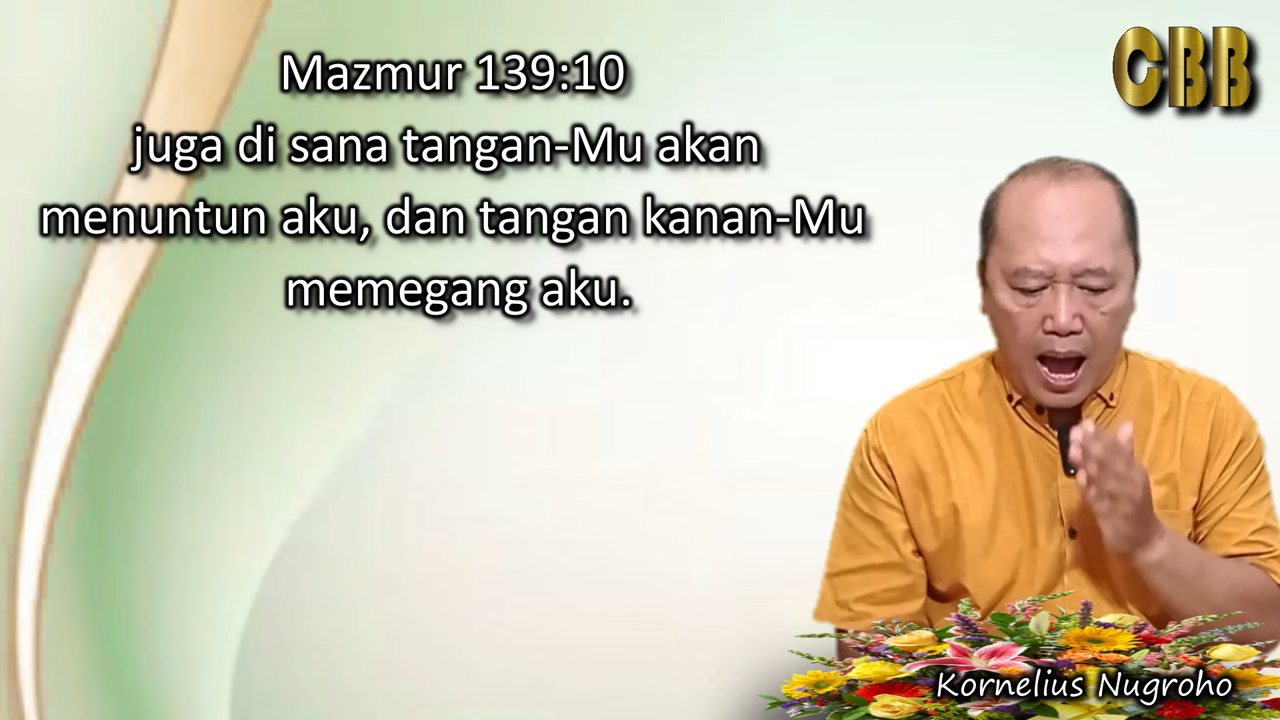 Mazmur 139:10
juga di sana tangan-Mu akan
menuntun aku, dan tangan kanan-Mu
memegang aku.
CBB
Kornelius Nugroho